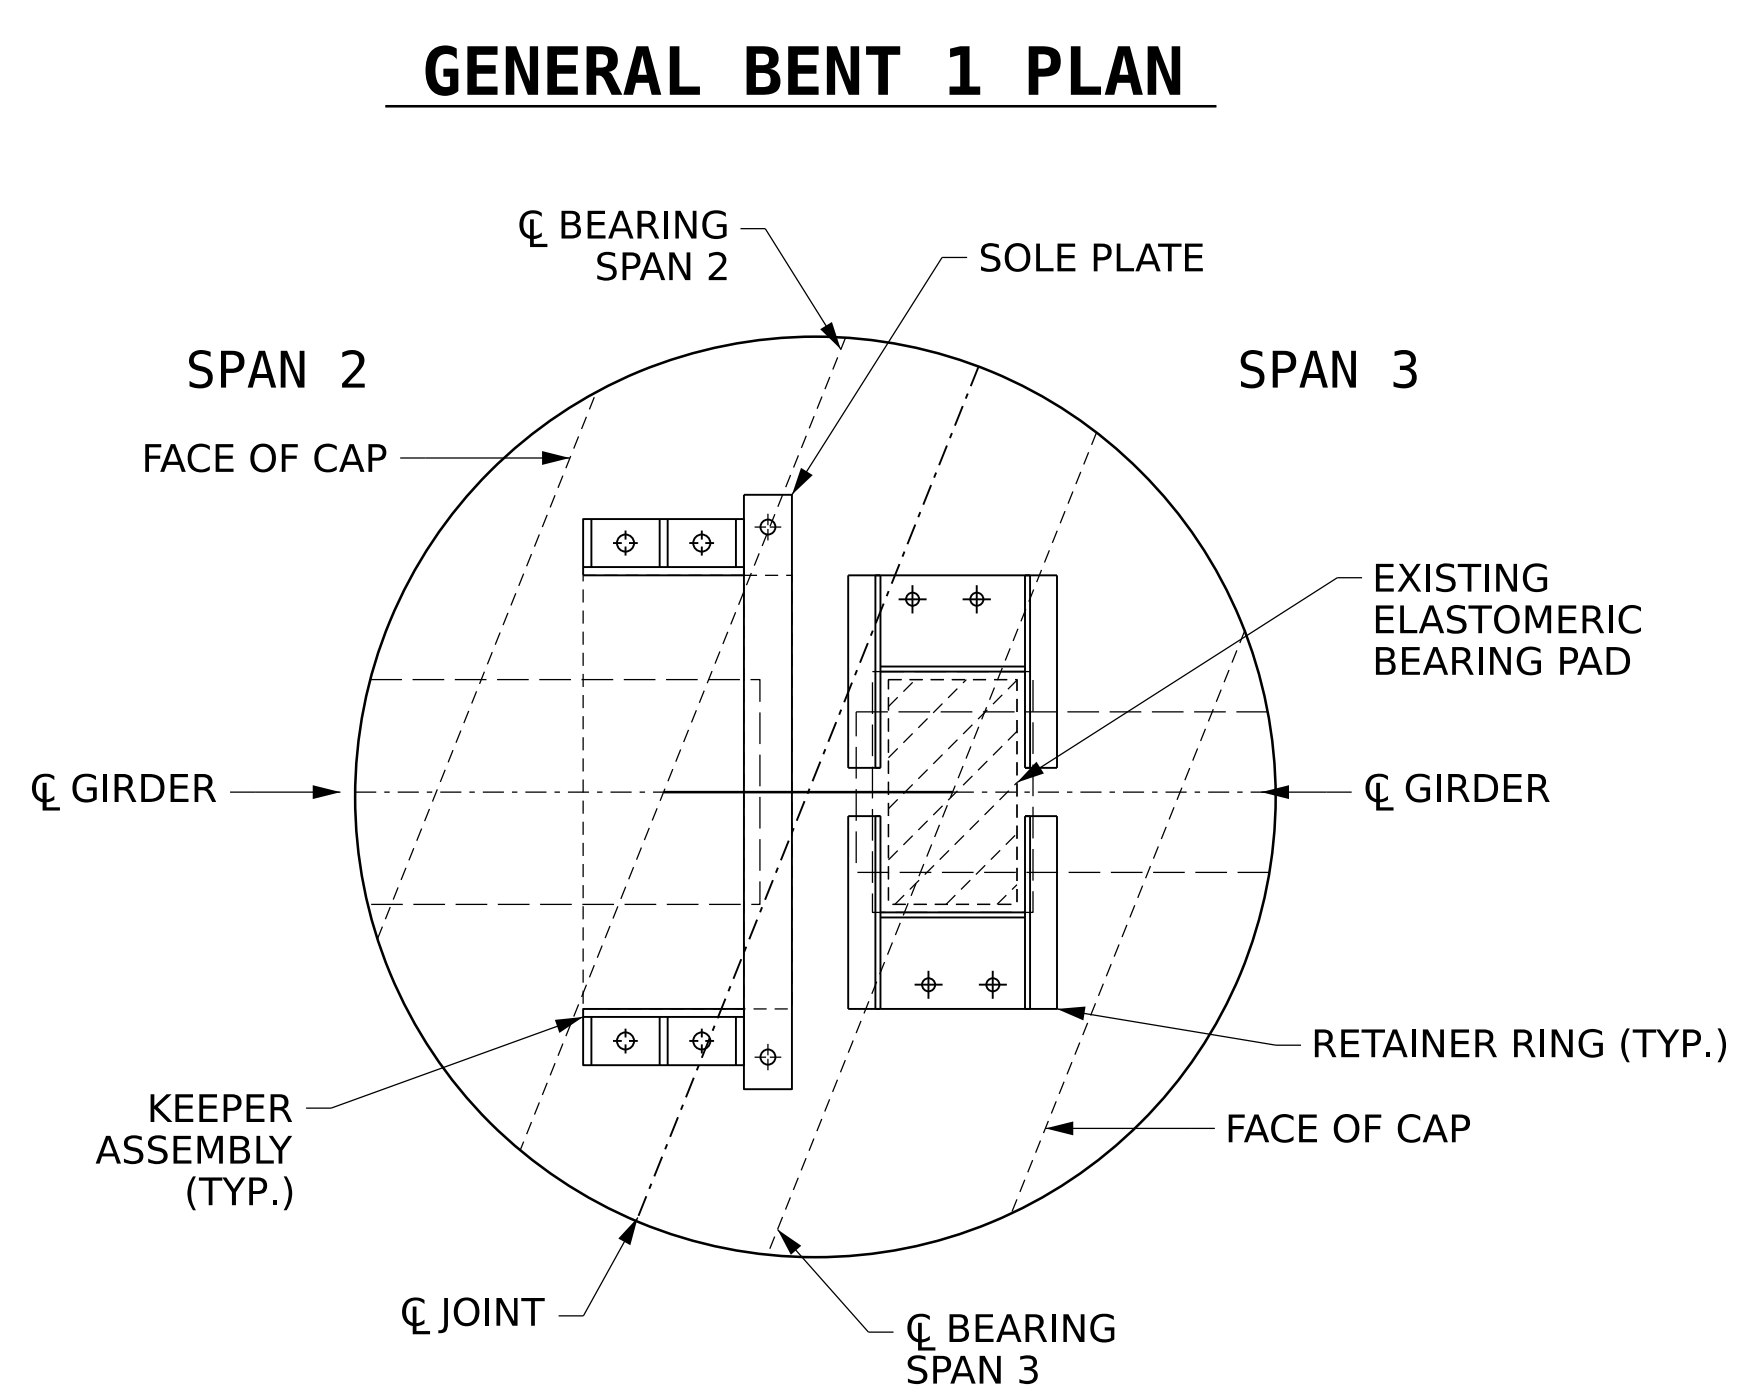 GENERAL BENT 1 PLAN
℄ BEARING
SPAN 2
SOLE PLATE
SPAN 2
SPAN 3
FACE OF CAP
EXISTING
ELASTOMERIC
BEARING PAD
℄ GIRDER
℄ GIRDER
RETAINER RING (TYP.)
KEEPER
ASSEMBLY
(TYP.)
FACE OF CAP
℄ JOINT
℄ BEARING
SPAN 3